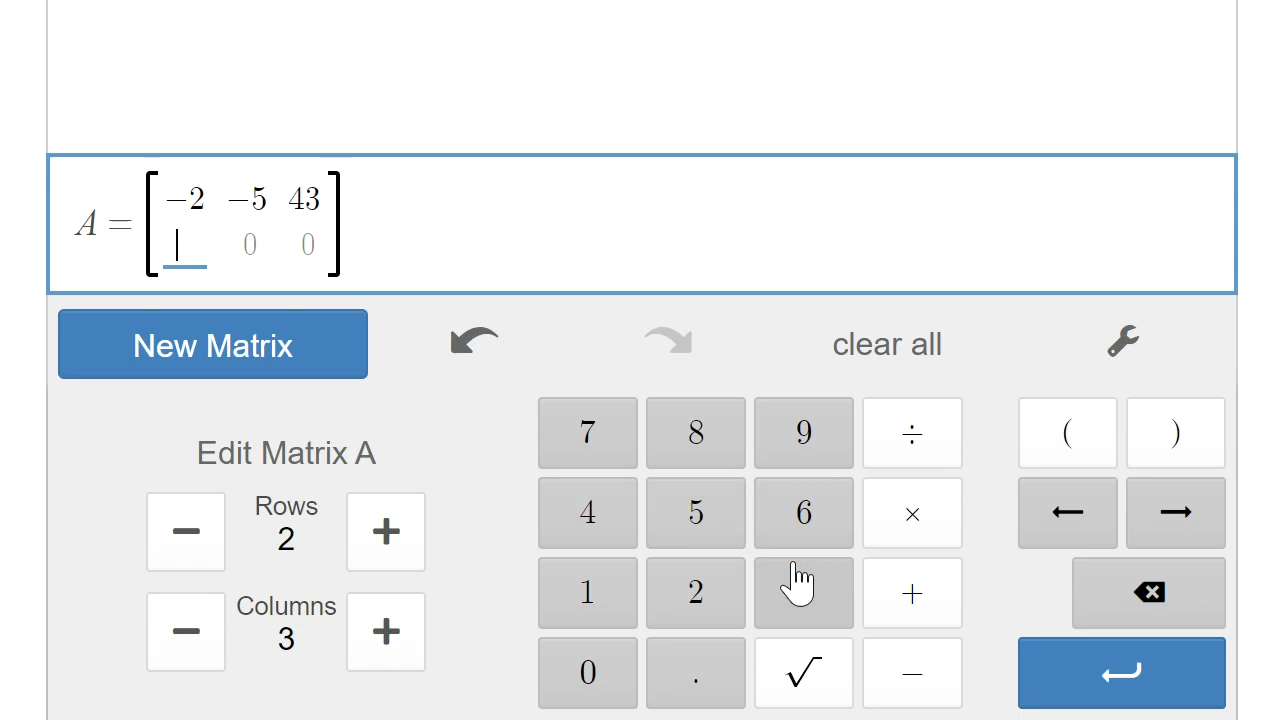 A = [ −2 −5 43
0 0 ]
New Matrix
clear all
Edit Matrix A
Rows
2
Columns
3
7 8 9 ÷ ( )
4 5 6 × ← →
1 2 +
0 . √ −